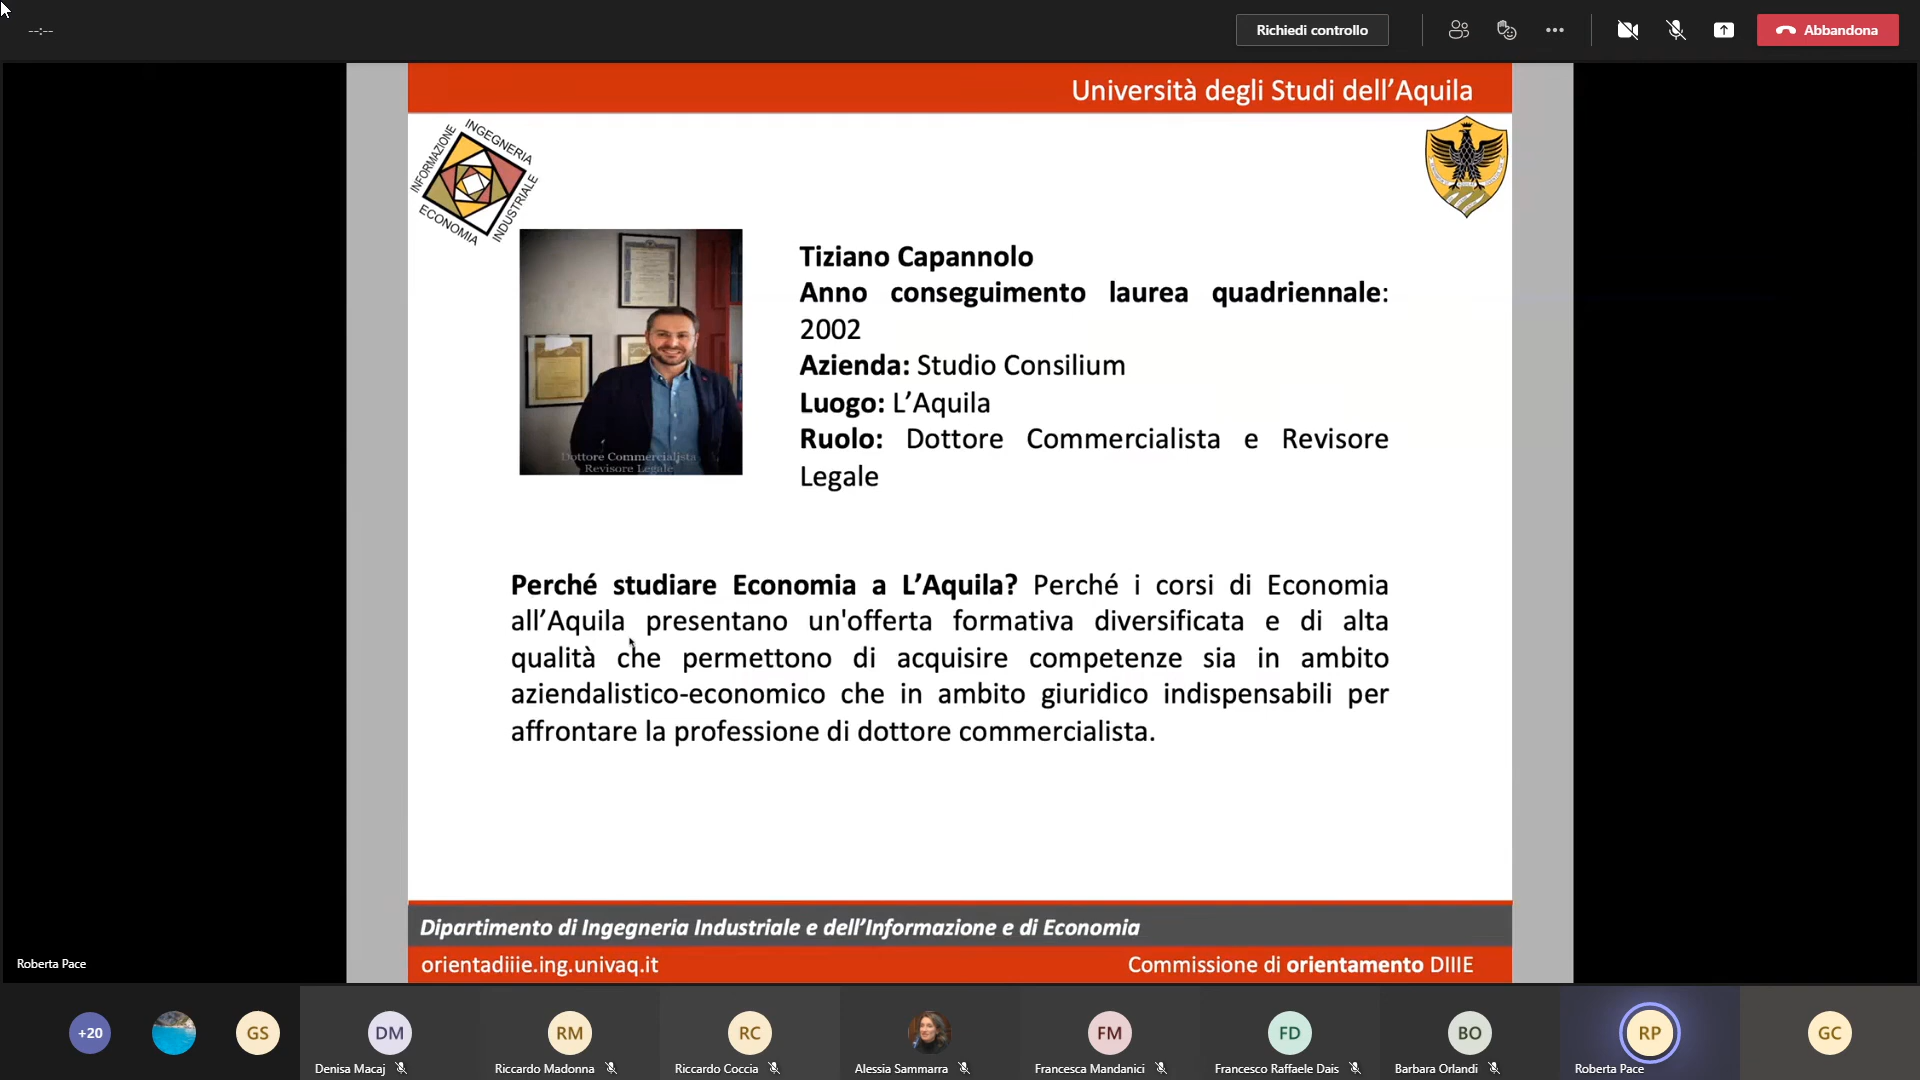 --:--
Richiedi controllo
Abbandona
Università degli Studi dell’Aquila
INFORMAZIONE
INGEGNERIA
ECONOMIA
INDUSTRIALE
Tiziano Capannolo
Anno conseguimento laurea quadriennale:
2002
Azienda: Studio Consilium
Luogo: L’Aquila
Ruolo: Dottore Commercialista e Revisore
Legale
Dottore Commercialista
Revisore Legale
Perché studiare Economia a L’Aquila? Perché i corsi di Economia
all’Aquila presentano un'offerta formativa diversificata e di alta
qualità che permettono di acquisire competenze sia in ambito
aziendalistico-economico che in ambito giuridico indispensabili per
affrontare la professione di dottore commercialista.
Dipartimento di Ingegneria Industriale e dell’Informazione e di Economia
orientadiiie.ing.univaq.it
Commissione di orientamento DIIIE
Roberta Pace
+20
GS
DM
RM
RC
FM
FD
BO
RP
GC
Denisa Macaj
Riccardo Madonna
Riccardo Coccia
Alessia Sammarra
Francesca Mandanici
Francesco Raffaele Dais
Barbara Orlandi
Roberta Pace